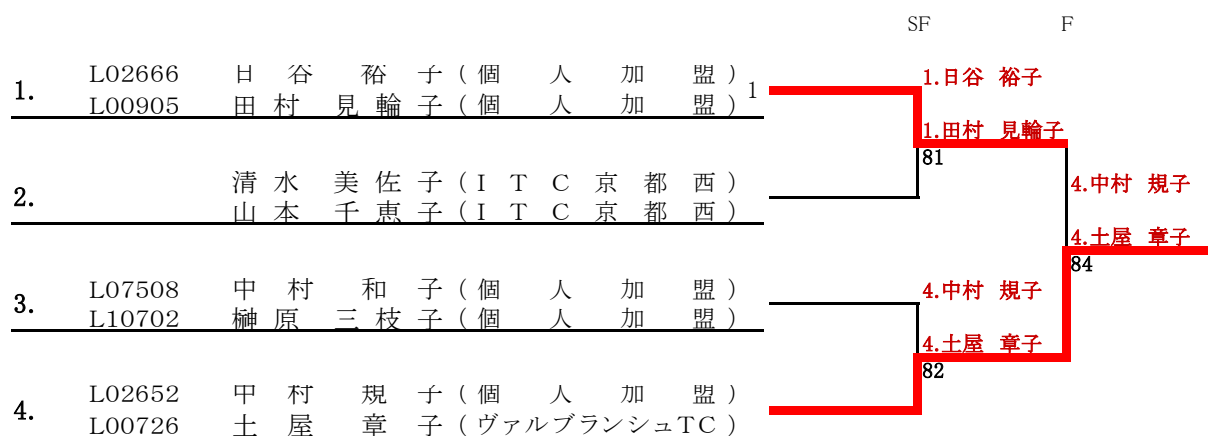 SF F
L02666 日谷 裕子(個人加盟)
1. 1
L00905 田村 見輪子(個人加盟)
1.日谷 裕子
1.田村 見輪子
81
清水 美佐子(ITC京都西)
2.
山本 千恵子(ITC京都西)
4.中村 規子
4.土屋 章子
84
L07508 中村 和子(個人加盟)
3.
L10702 榊原 三枝子(個人加盟)
4.中村 規子
4.土屋 章子
82
L02652 中村 規子(個人加盟)
4.
L00726 土屋 章子(ヴァルブランシュTC)